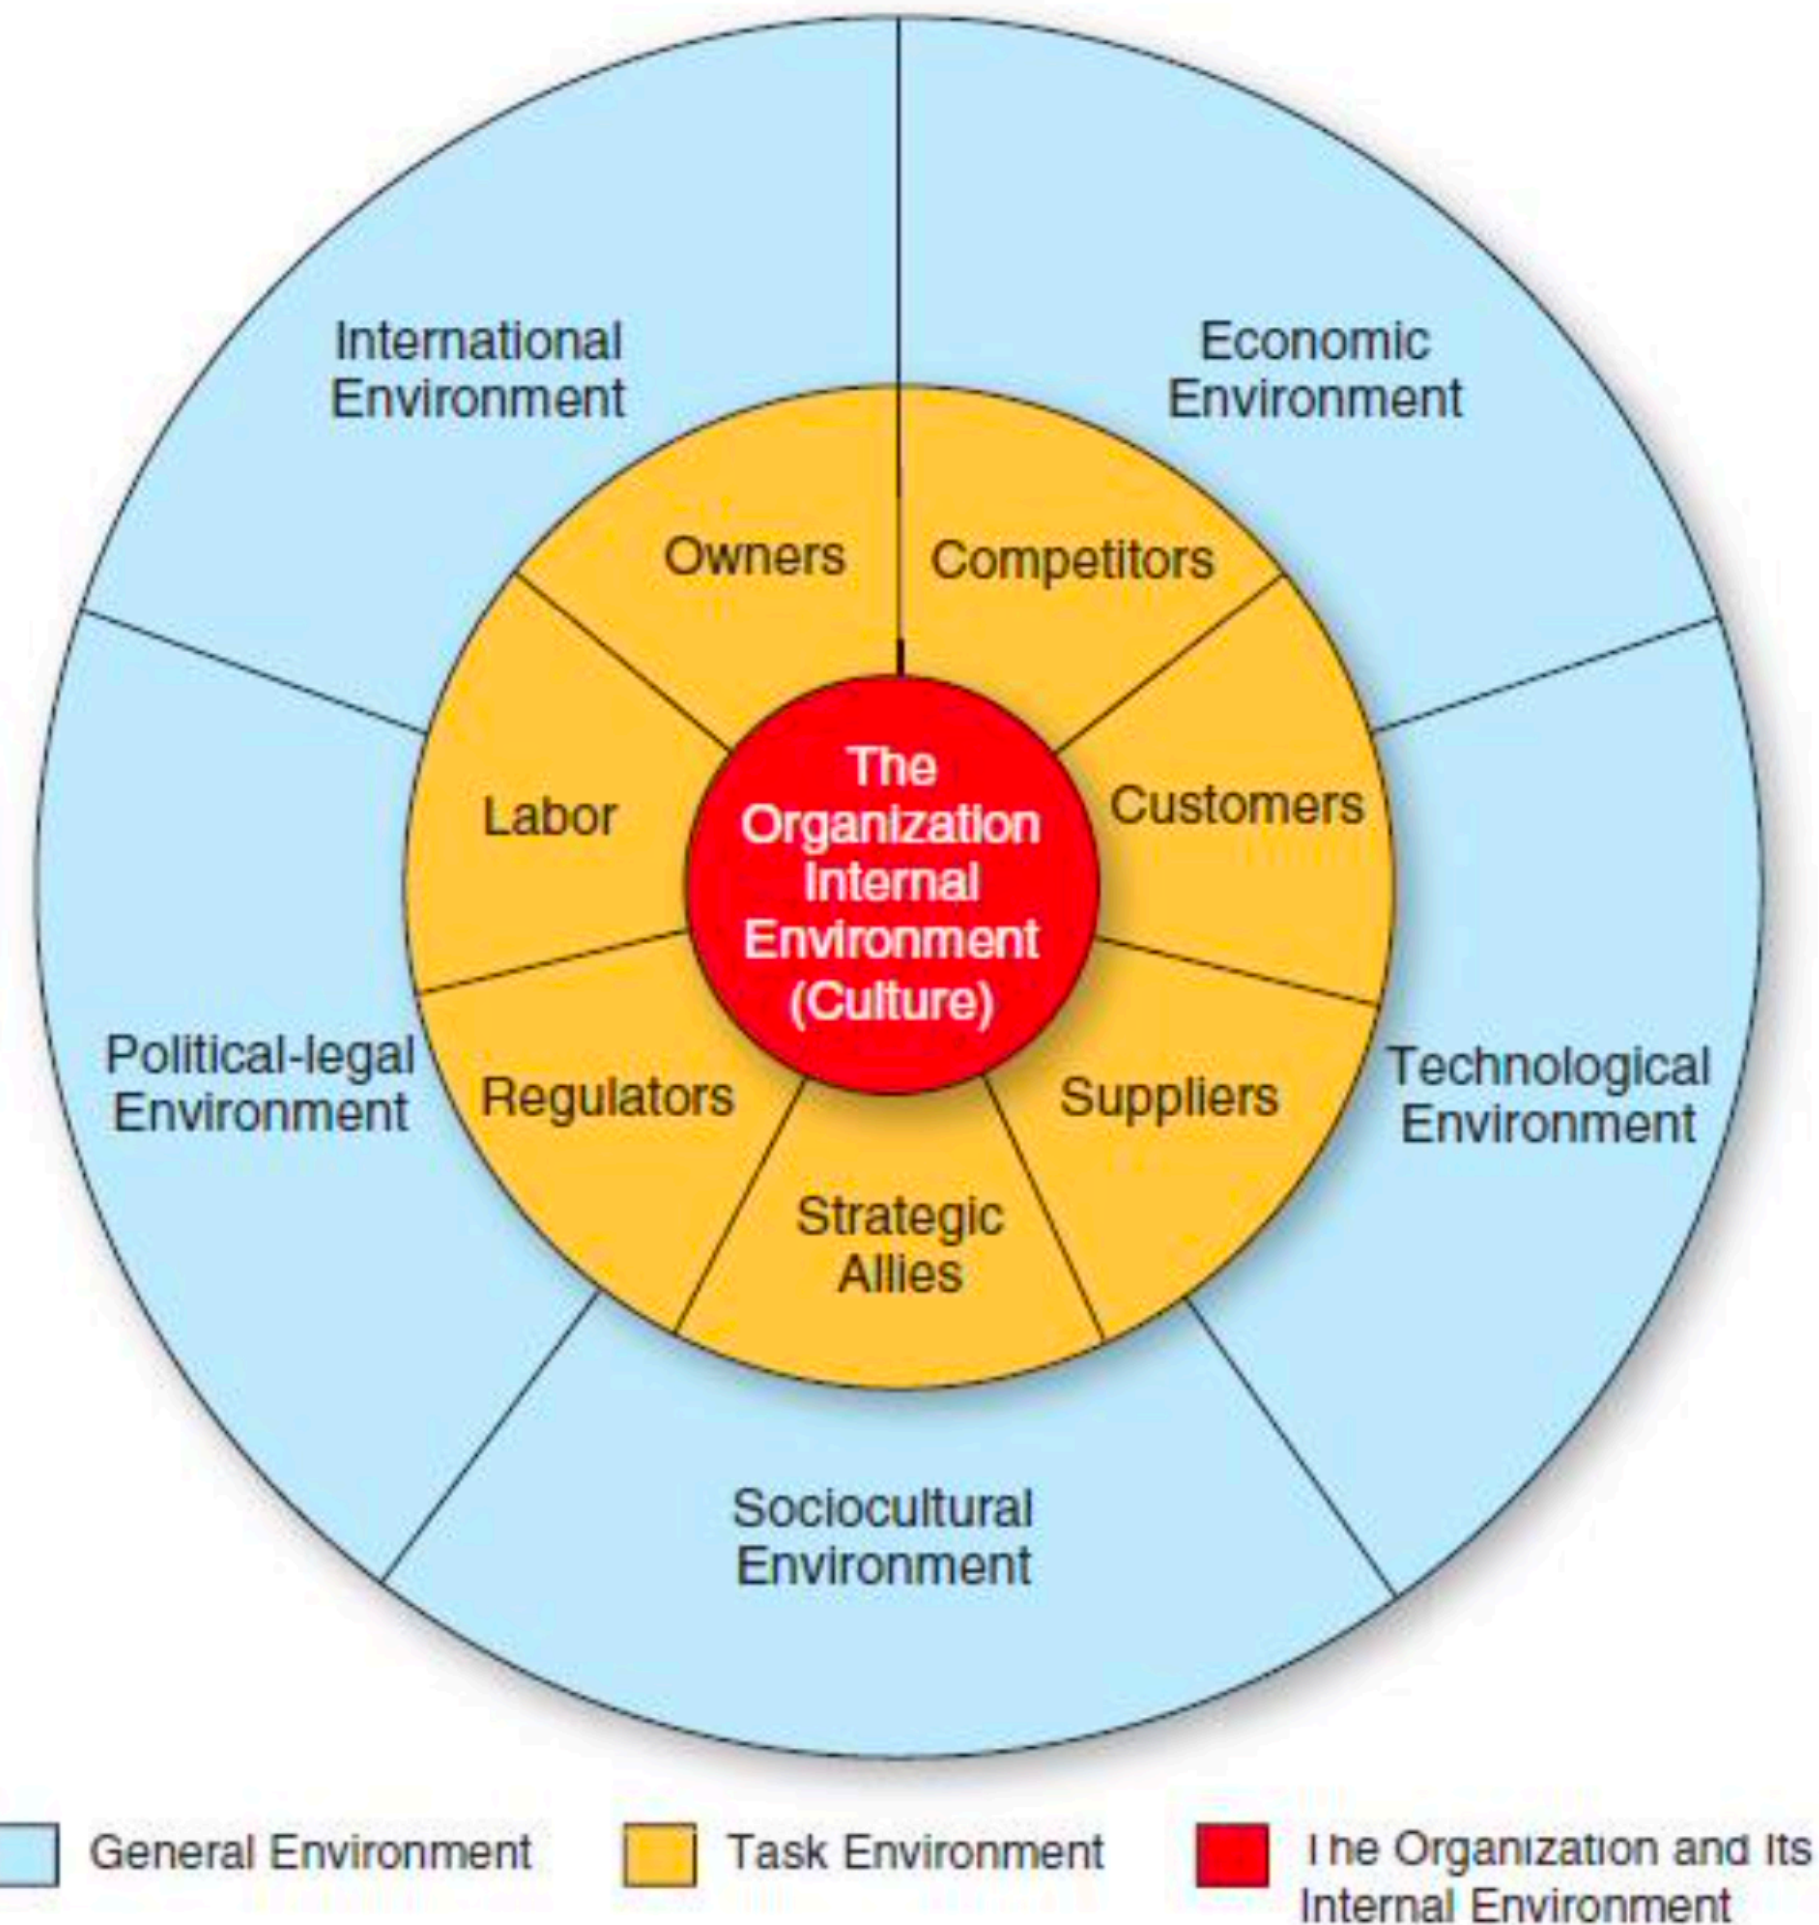 International
Environment
Economic
Environment
Owners
Competitors
The
Organization
Internal
Environment
(Culture)
Labor
Customers
Political-legal
Environment
Regulators
Suppliers
Technological
Environment
Strategic
Allies
Sociocultural
Environment
General Environment
Task Environment
The Organization and Its
Internal Environment